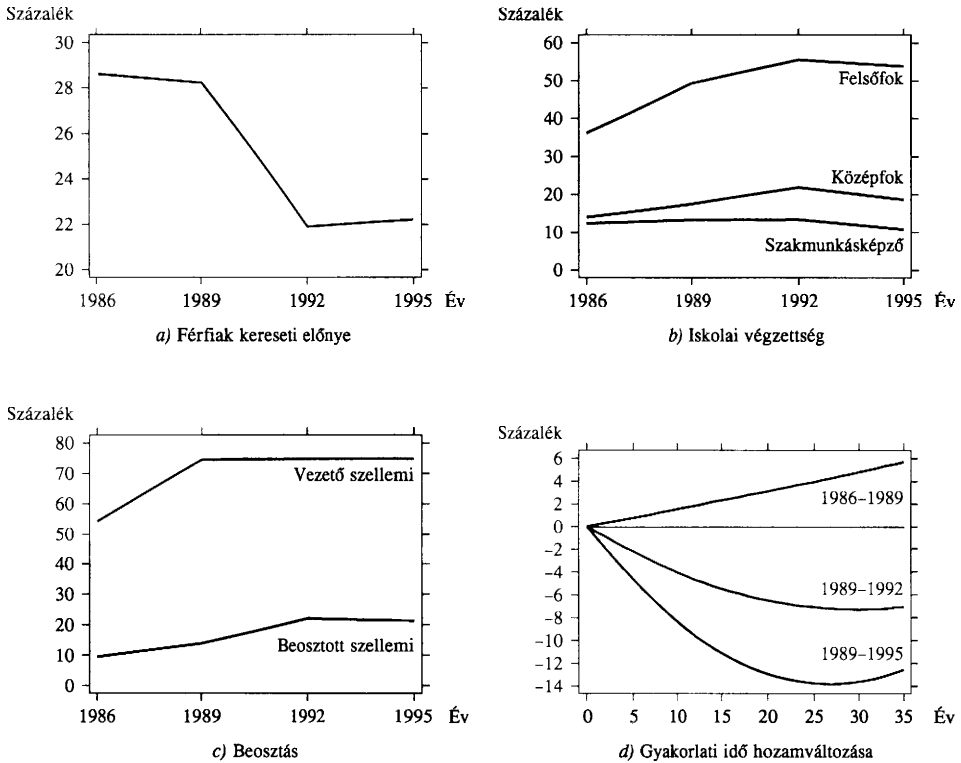 Százalék
30
28
26
24
22
20
1986 1989 1992 1995 Év
a) Férfiak kereseti előnye
Százalék
60
50
40
30
20
10
0
Felsőfok
Középfok
Szakmunkásképző
1986 1989 1992 1995 Év
b) Iskolai végzettség
Százalék
80
70
60
50
40
30
20
10
0
Vezető szellemi
Beosztott szellemi
1986 1989 1992 1995 Év
c) Beosztás
Százalék
6
4
2
0
–2
–4
–6
–8
–10
–12
–14
1986–1989
1989–1992
1989–1995
0 5 10 15 20 25 30 35 Év
d) Gyakorlati idő hozamváltozása